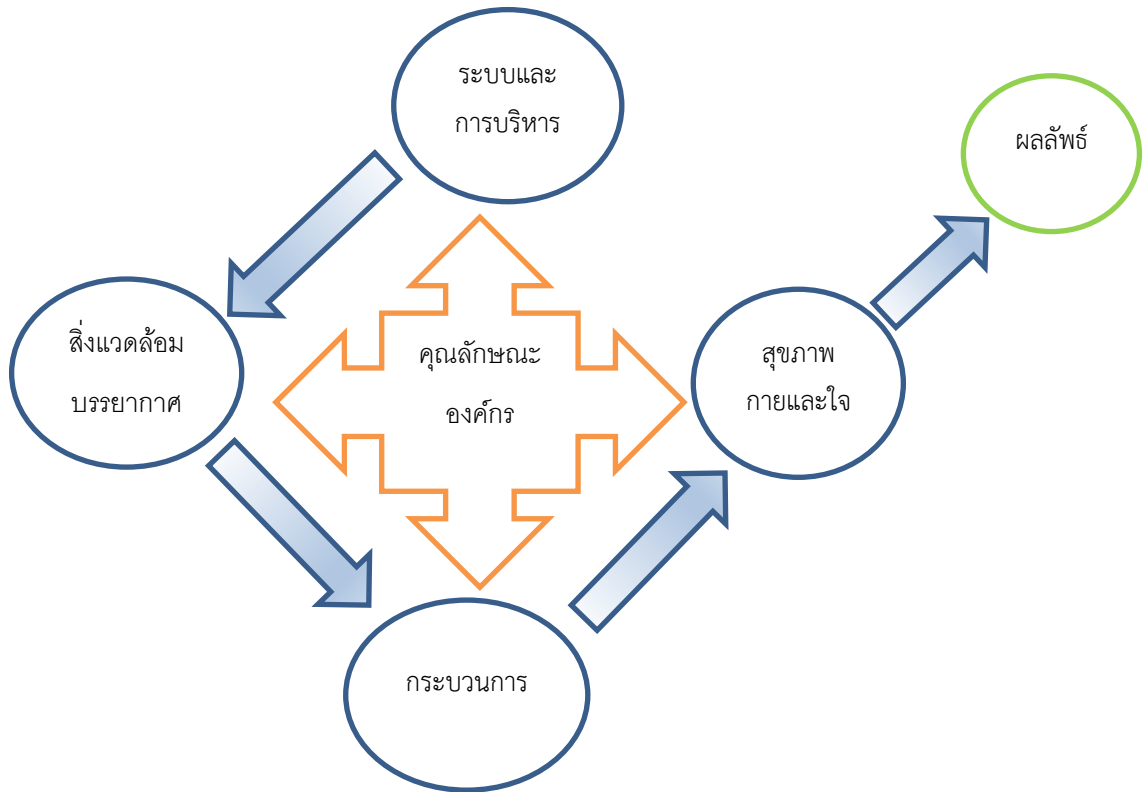 ระบบและ
การบริหาร
ผลลัพธ์
สิ่งแวดล้อม
บรรยากาศ
คุณลักษณะ
องค์กร
สุขภาพ
กายและใจ
กระบวนการ